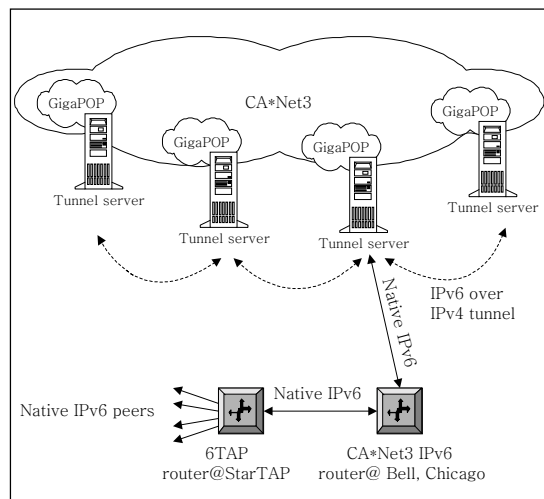 GigaPOP
CA*Net3
GigaPOP
GigaPOP
GigaPOP
Tunnel server
Tunnel server
Tunnel server
Tunnel server
IPv6 over
IPv4 tunnel
Native IPv6
Native IPv6
Native IPv6 peers
6TAP
router@StarTAP
CA*Net3 IPv6
router@ Bell, Chicago